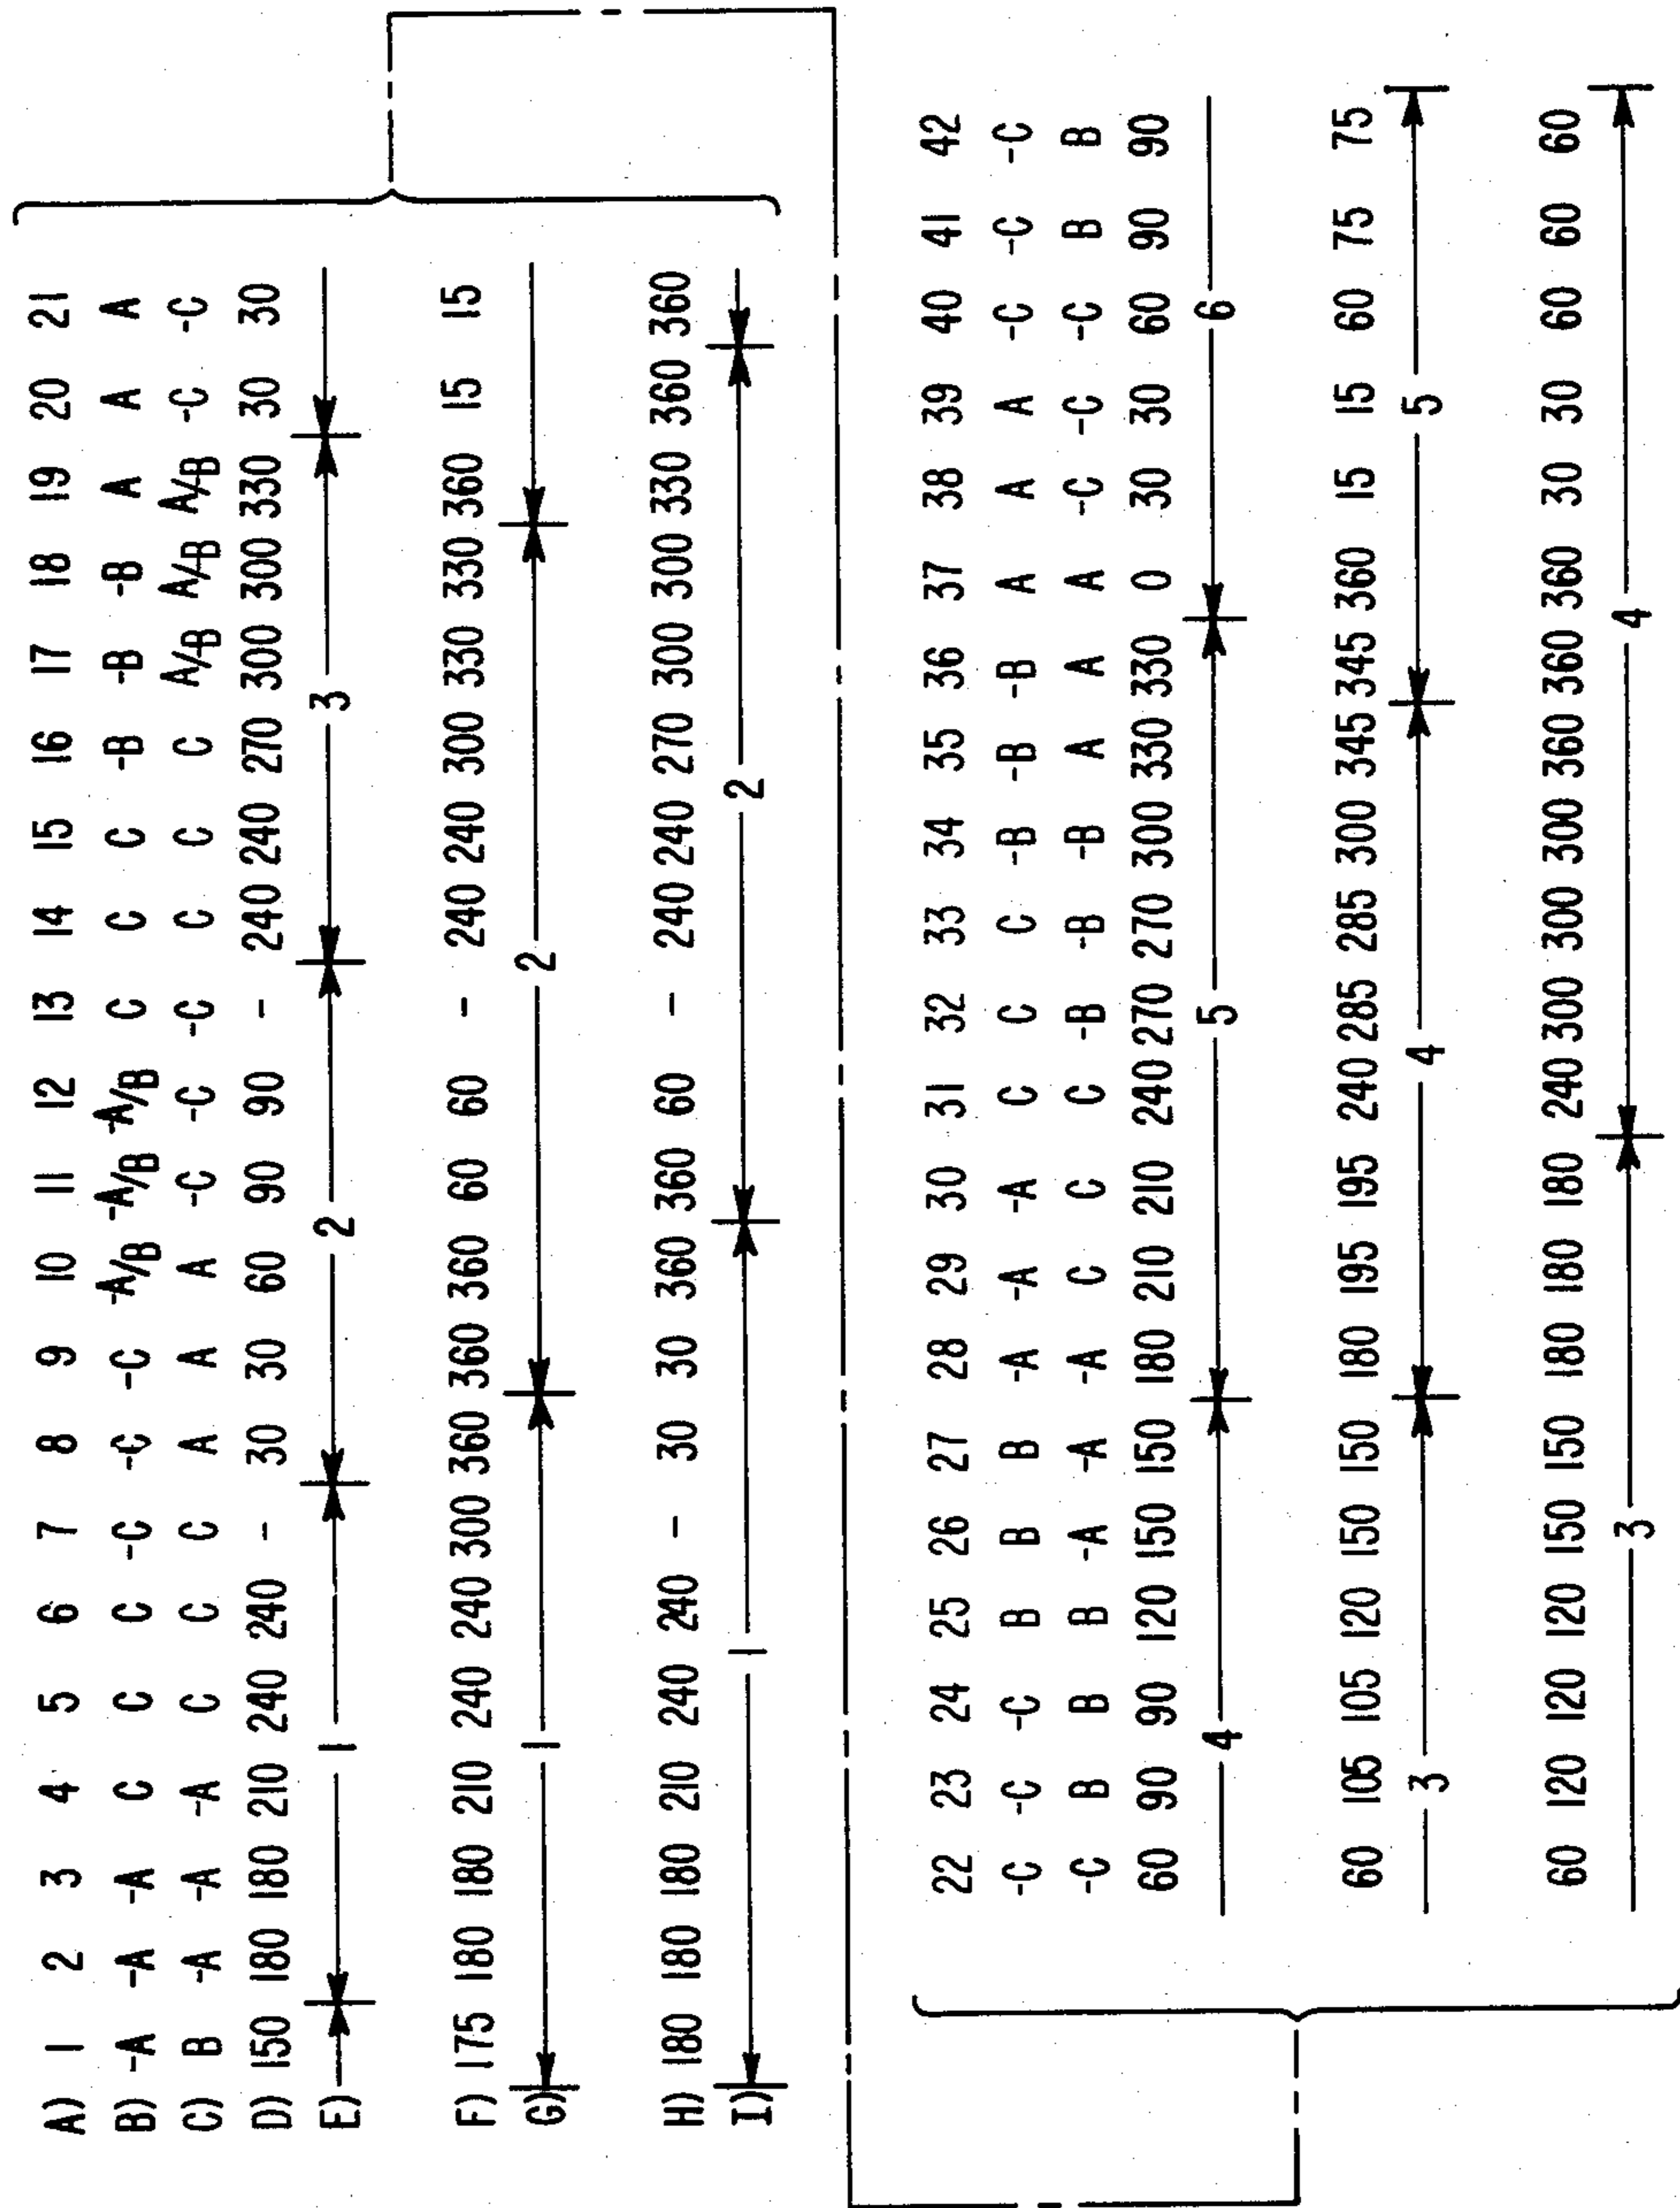 A) 1 2 3 4 5 6 7 8 9 10 11 12 13 14 15 16 17 18 19 20 21
B) -A -A -A C C C -C -C -C -A/B -A/B -A/B C C C -B -B -B A A A
C) B -A -A -A C C C A A A -C -C -C C C C A/-B A/-B A/-B -C -C
D) 150 180 180 210 240 240 - 30 30 60 90 90 - 240 240 270 300 300 330 30 30
E) 1 2 3
F) 175 180 180 210 240 240 300 360 360 360 60 60 - 240 240 300 330 330 360 15 15
G) 1 2
H) 180 180 180 210 240 240 - 30 30 360 360 60 - 240 240 270 300 300 330 360 360
I) 1 2
22 23 24 25 26 27 28 29 30 31 32 33 34 35 36 37 38 39 40 41 42
-C -C -C B B B -A -A -A C C C -B -B -B A A A -C -C -C
-C B B B -A -A -A C C C -B -B -B A A A -C -C -C B B
60 90 90 120 150 150 180 210 210 240 270 270 300 330 330 0 30 30 60 90 90
4 5 6
60 105 105 120 150 150 180 195 195 240 285 285 300 345 345 360 15 15 60 75 75
3 4 5
60 120 120 120 150 150 180 180 180 240 300 300 300 360 360 360 30 30 60 60 60
3 4